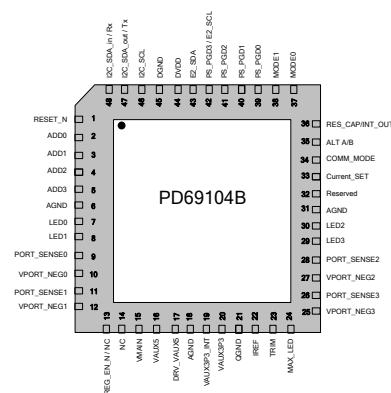 I2C_SDA_in / Rx
I2C_SDA_out / Tx
I2C_SCL
DGND
DVDD
E2_SDA
PS_PGD3 / E2_SCL
PS_PGD2
PS_PGD1
PS_PGD0
MODE1
MODE0
48
47
46
45
44
43
42
41
40
39
38
37
RESET_N 1
ADD0 2
ADD1 3
ADD2 4
ADD3 5
AGND 6
LED0 7
LED1 8
PORT_SENSE0 9
VPORT_NEG0 10
PORT_SENSE1 11
VPORT_NEG1 12
PD69104B
36 RES_CAP/INT_OUT
35 ALT A/B
34 COMM_MODE
33 Current_SET
32 Reserved
31 AGND
30 LED2
29 LED3
28 PORT_SENSE2
27 VPORT_NEG2
26 PORT_SENSE3
25 VPORT_NEG3
13
14
15
16
17
18
19
20
21
22
23
24
REG_EN_N / NC
NC
VMAIN
VAUX5
DRV_VAUX5
AGND
VAUX3P3_INT
VAUX3P3
QGND
IREF
TRIM
MAX_LED